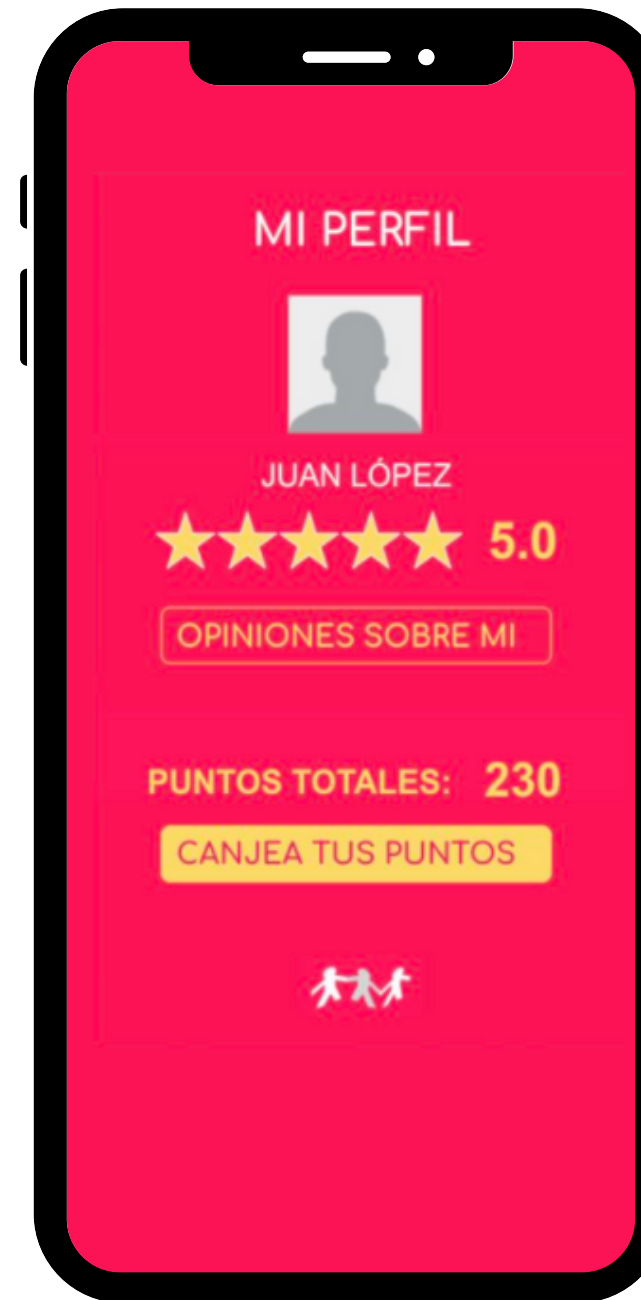 MI PERFIL
JUAN LÓPEZ
5.0
OPINIONES SOBRE MI
PUNTOS TOTALES: 230
CANJEA TUS PUNTOS